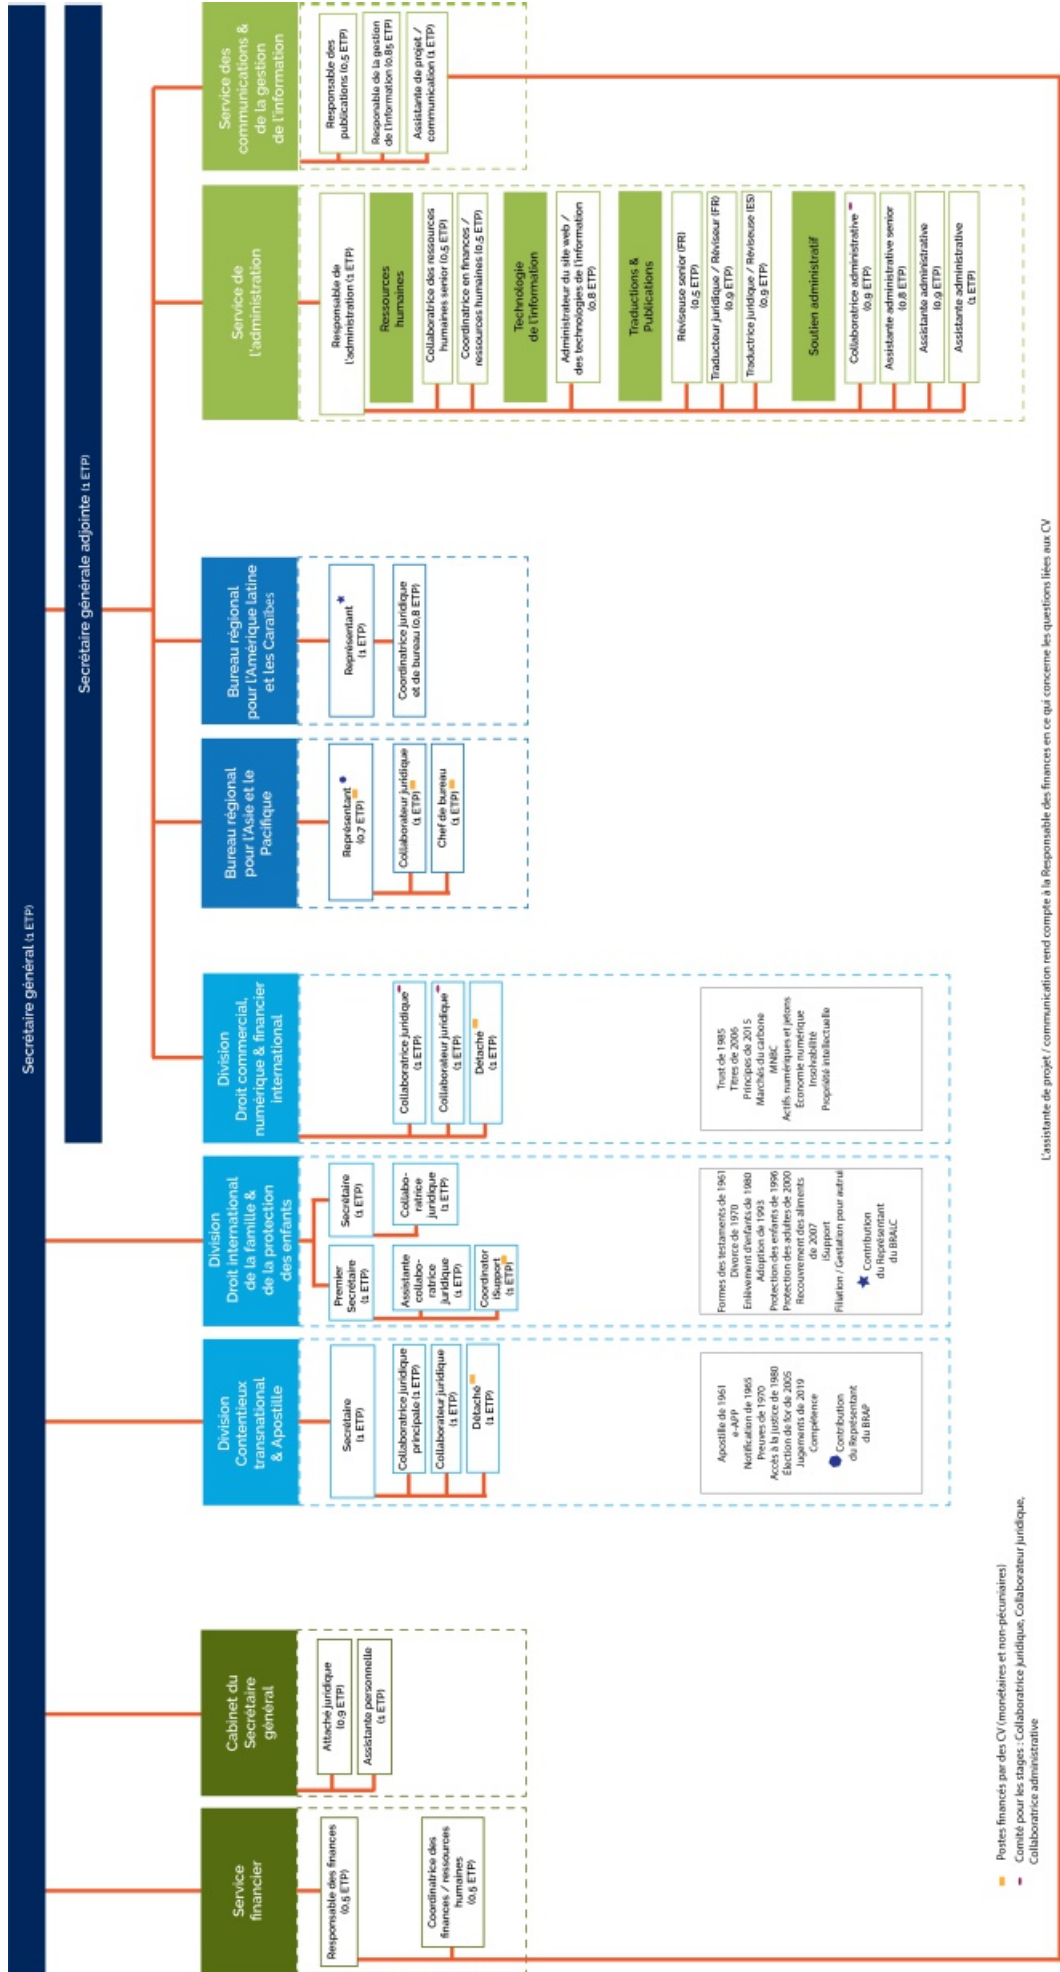 Secrétaire général (1 ETP)
Secrétaire générale adjointe (1 ETP)
Service
financier
Responsable des finances
(0.5 ETP)
Coordinatrice des
finances / ressources
humaines
(0.5 ETP)
Cabinet du
Secrétaire
général
Attaché juridique
(0.9 ETP)
Assistante personnelle
(1 ETP)
Division
Contentieux
transnational
& Apostille
Secrétaire
(1 ETP)
Collaboratrice juridique
principale (1 ETP)
Collaborateur juridique
(1 ETP)
Détaché
(1 ETP)
Apostille de 1961
e-APP
Notification de 1965
Preuves de 1970
Accès à la justice de 1980
Élection de for de 2005
Jugements de 2019
Compétence
Contribution
du Représentant
du BRAP
Division
Droit international
de la famille &
de la protection
des enfants
Premier
Secrétaire
(1 ETP)
Secrétaire
(1 ETP)
Assistante
collabo-
ratrice
juridique
(1 ETP)
Collabo-
ratrice
juridique
(1 ETP)
Coordinator
iSupport
(1 ETP)
Formes des testaments de 1961
Divorce de 1970
Enlèvement d'enfants de 1980
Adoption de 1993
Protection des enfants de 1996
Protection des adultes de 2000
Recouvrement des aliments
de 2007
iSupport
Filiation / Gestation pour autrui
Contribution
du Représentant
du BRALC
Division
Droit commercial,
numérique & financier
international
Collaboratrice juridique
(1 ETP)
Collaborateur juridique
(1 ETP)
Détaché
(1 ETP)
Trust de 1985
Titres de 2006
Principes de 2015
Marchés du carbone
MNBC
Actifs numériques et jetons
Économie numérique
Insolvabilité
Propriété intellectuelle
Bureau régional
pour l'Asie et le
Pacifique
Représentant
(0.7 ETP)
Collaborateur juridique
(1 ETP)
Chef de bureau
(1 ETP)
Bureau régional
pour l'Amérique latine
et les Caraïbes
Représentant
(1 ETP)
Coordinatrice juridique
et de bureau (0,8 ETP)
Service de
l'administration
Responsable de
l'administration (1 ETP)
Ressources
humaines
Collaboratrice des ressources
humaines senior (0.5 ETP)
Coordinatrice en finances /
ressources humaines (0.5 ETP)
Technologie
de l'information
Administrateur du site web /
des technologies de l'information
(0.8 ETP)
Traductions &
Publications
Réviseuse senior (FR)
(0.5 ETP)
Traducteur juridique / Réviseur (FR)
(0.9 ETP)
Traductrice juridique / Réviseuse (ES)
(0.9 ETP)
Soutien administratif
Collaboratrice administrative
(0.9 ETP)
Assistante administrative senior
(0.8 ETP)
Assistante administrative
(0.9 ETP)
Assistante administrative
(1 ETP)
Service des
communications &
de la gestion
de l'information
Responsable des
publications (0.5 ETP)
Responable de la gestion
de l'information (0.85 ETP)
Assistante de projet /
communication (1 ETP)
Postes financés par des CV (monétaires et non-pécuniaires)
Comité pour les stages : Collaboratrice juridique, Collaborateur juridique,
Collaboratrice administrative
L'assistante de projet / communication rend compte à la Responsable des finances en ce qui concerne les questions liées aux CV